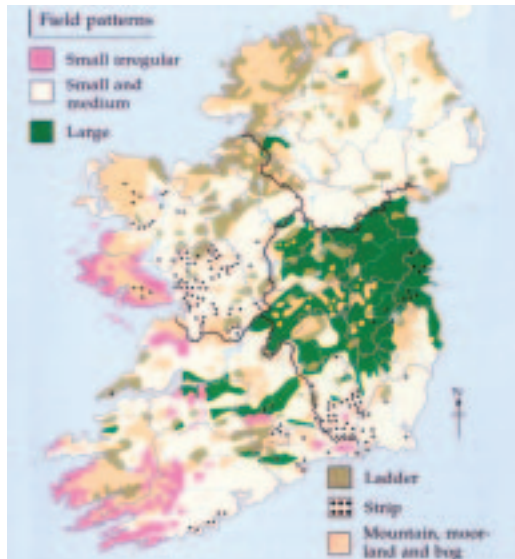 Field patterns
Small irregular
Small and
medium
Large
N
Ladder
Strip
Mountain, moor-
land and bog